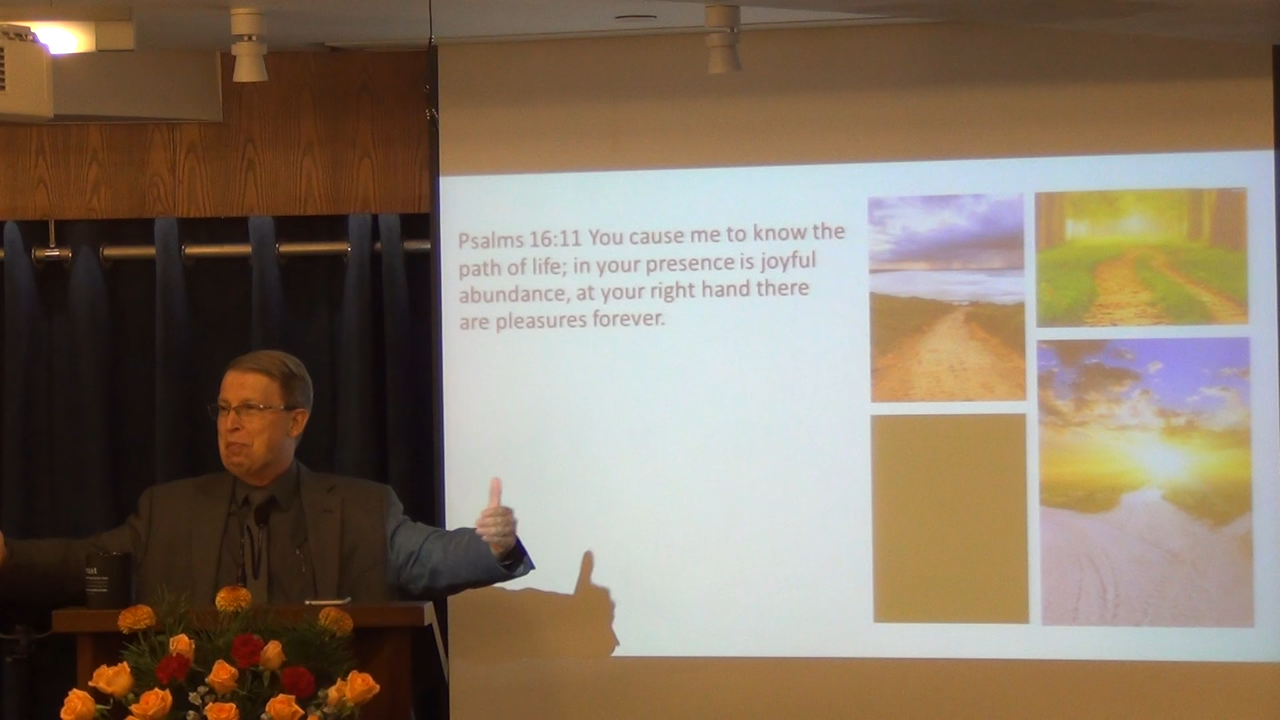 Psalms 16:11 You cause me to know the
path of life; in your presence is joyful
abundance, at your right hand there
are pleasures forever.